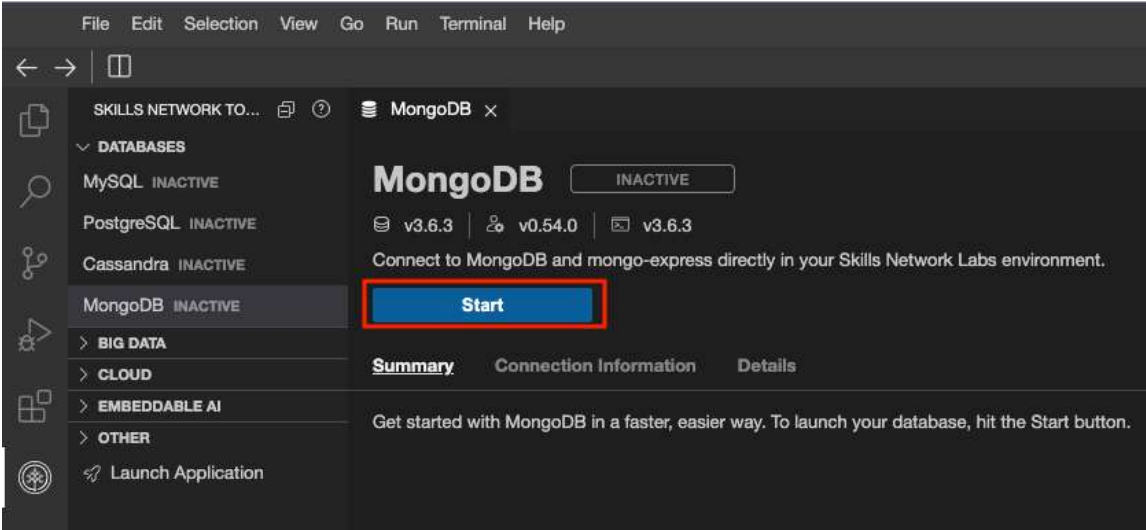 File Edit Selection View Go Run Terminal Help
SKILLS NETWORK TO...
MongoDB
DATABASES
MySQL INACTIVE
PostgreSQL INACTIVE
Cassandra INACTIVE
MongoDB INACTIVE
BIG DATA
CLOUD
EMBEDDABLE AI
OTHER
Launch Application
MongoDB INACTIVE
v3.6.3 v0.54.0 v3.6.3
Connect to MongoDB and mongo-express directly in your Skills Network Labs environment.
Start
Summary Connection Information Details
Get started with MongoDB in a faster, easier way. To launch your database, hit the Start button.